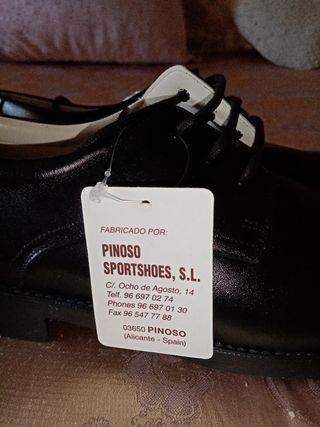 FABRICADO POR:
PINOSO
SPORTSHOES, S.L.
C/. Ocho de Agosto, 14
Telf. 96 697 02 74
Phones 96 697 01 30
Fax 96 547 77 88
03650 PINOSO
(Alicante - Spain)